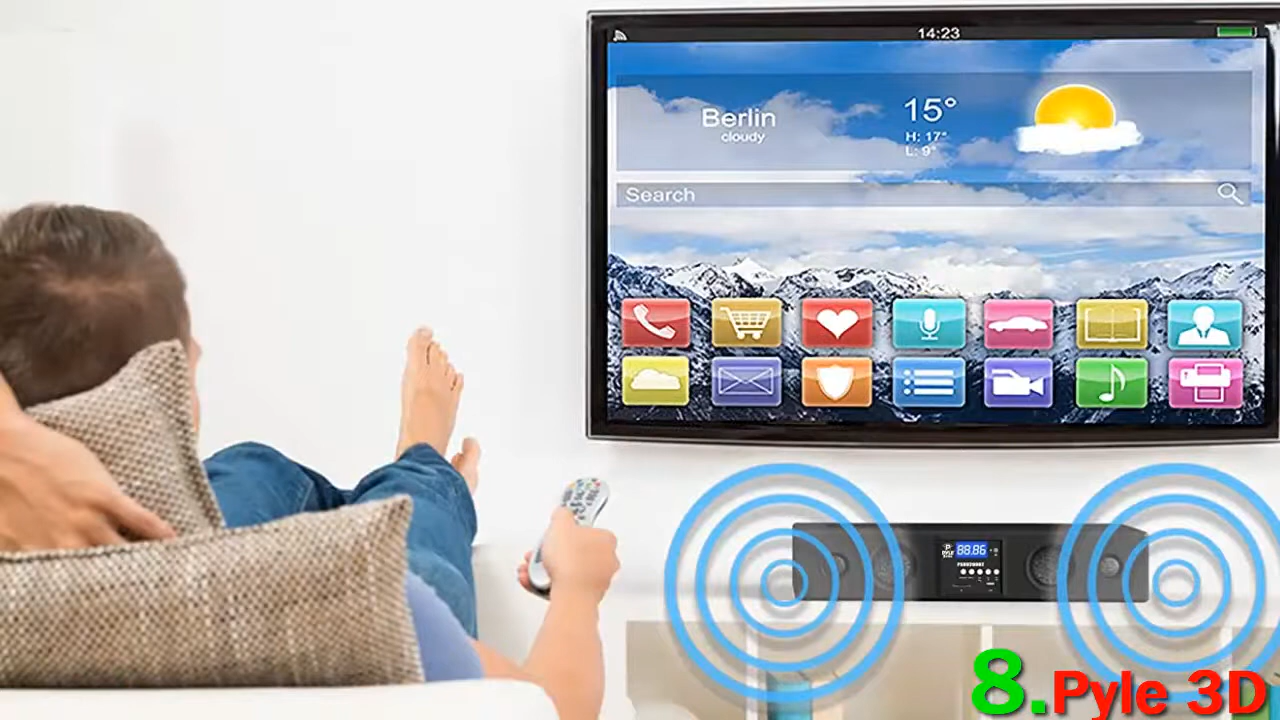 14:23
Berlin
cloudy
15°
H: 17°
L: 9°
Search
88.86
8.Pyle 3D